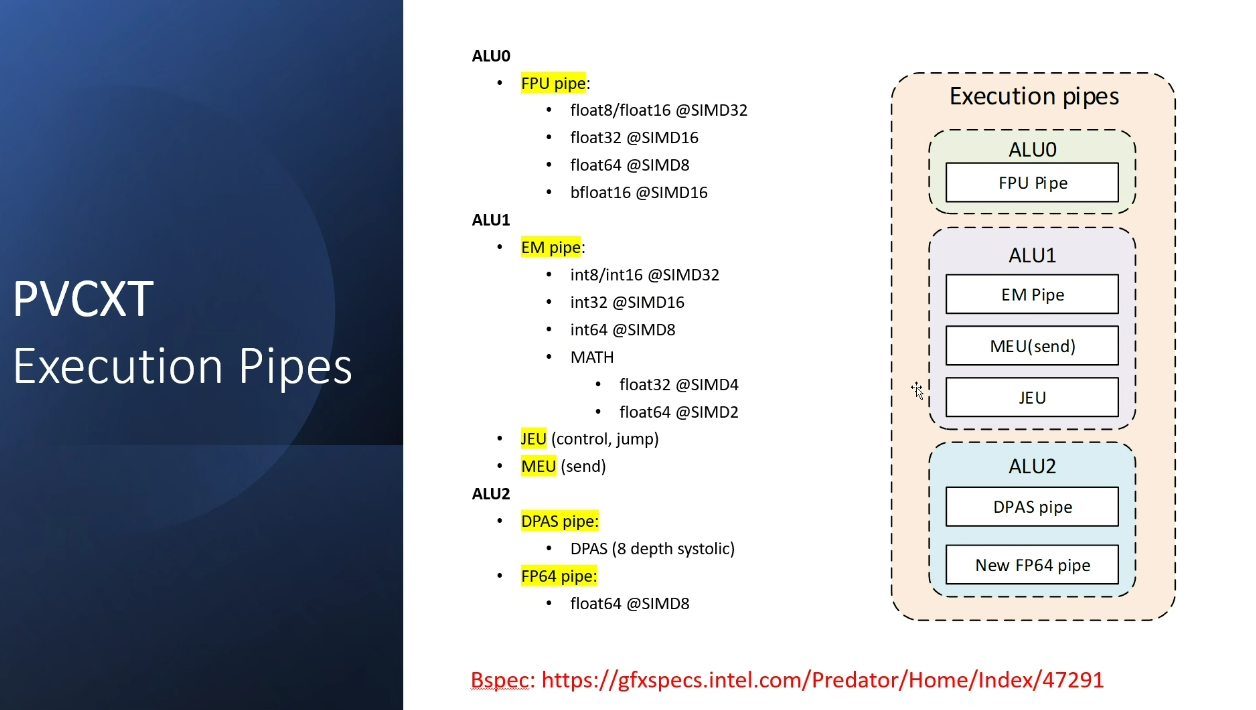 PVCXT
Execution Pipes
ALU0
• FPU pipe:
• float8/float16 @SIMD32
• float32 @SIMD16
• float64 @SIMD8
• bfloat16 @SIMD16
ALU1
• EM pipe:
• int8/int16 @SIMD32
• int32 @SIMD16
• int64 @SIMD8
• MATH
• float32 @SIMD4
• float64 @SIMD2
• JEU (control, jump)
• MEU (send)
ALU2
• DPAS pipe:
• DPAS (8 depth systolic)
• FP64 pipe:
• float64 @SIMD8
Execution pipes
ALU0
FPU Pipe
ALU1
EM Pipe
MEU(send)
JEU
ALU2
DPAS pipe
New FP64 pipe
Bspec: https://gfxspecs.intel.com/Predator/Home/Index/47291